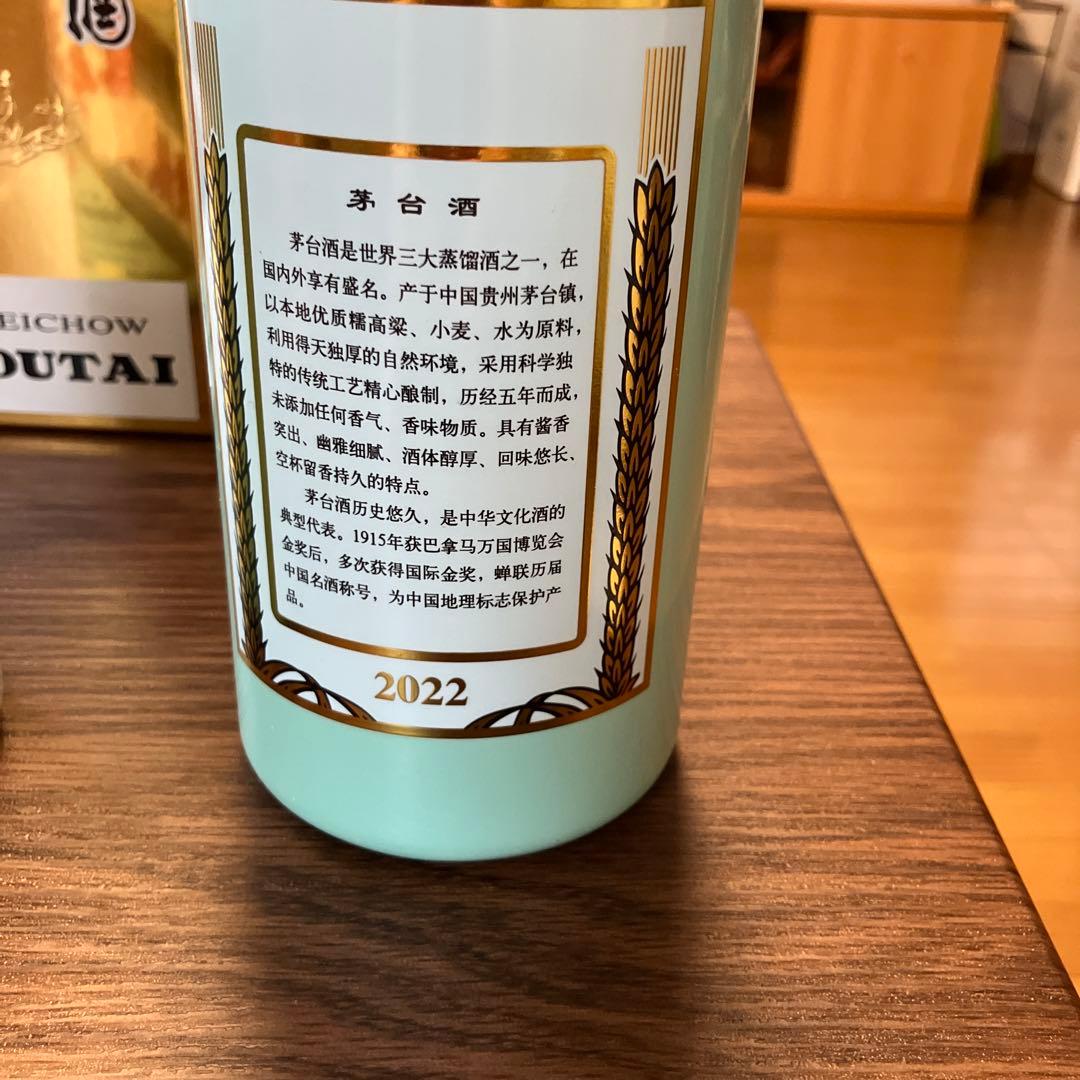 酒
EICHOW
OUTAI
茅台酒
茅台酒是世界三大蒸馏酒之一，在
国内外享有盛名。产于中国贵州茅台镇，
以本地优质糯高粱、小麦、水为原料，
利用得天独厚的自然环境，采用科学独
特的传统工艺精心酿制，历经五年而成，
未添加任何香气、香味物质。具有酱香
突出、幽雅细腻、酒体醇厚、回味悠长、
空杯留香持久的特点。
茅台酒历史悠久，是中华文化酒的
典型代表。1915年获巴拿马万国博览会
金奖后，多次获得国际金奖，蝉联历届
中国名酒称号，为中国地理标志保护产
品。
2022